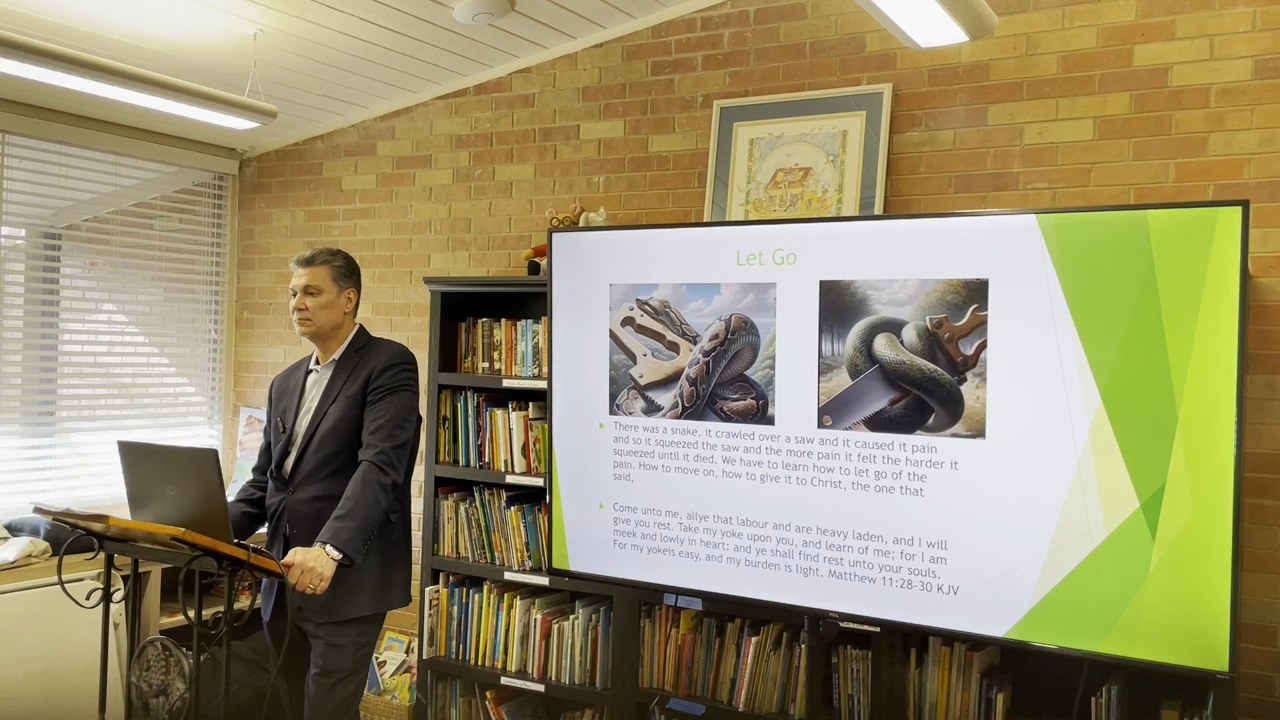 Let Go
There was a snake, it crawled over a saw and it caused it pain
and so it squeezed the saw and the more pain it felt the harder it
squeezed until it died. We have to learn how to let go of the
pain. How to move on, how to give it to Christ, the one that
said,
Come unto me, allye that labour and are heavy laden, and I will
give you rest. Take my yoke upon you, and learn of me; for I am
meek and lowly in heart: and ye shall find rest unto your souls.
For my yokeis easy, and my burden is light. Matthew 11:28-30 KJV
TCL